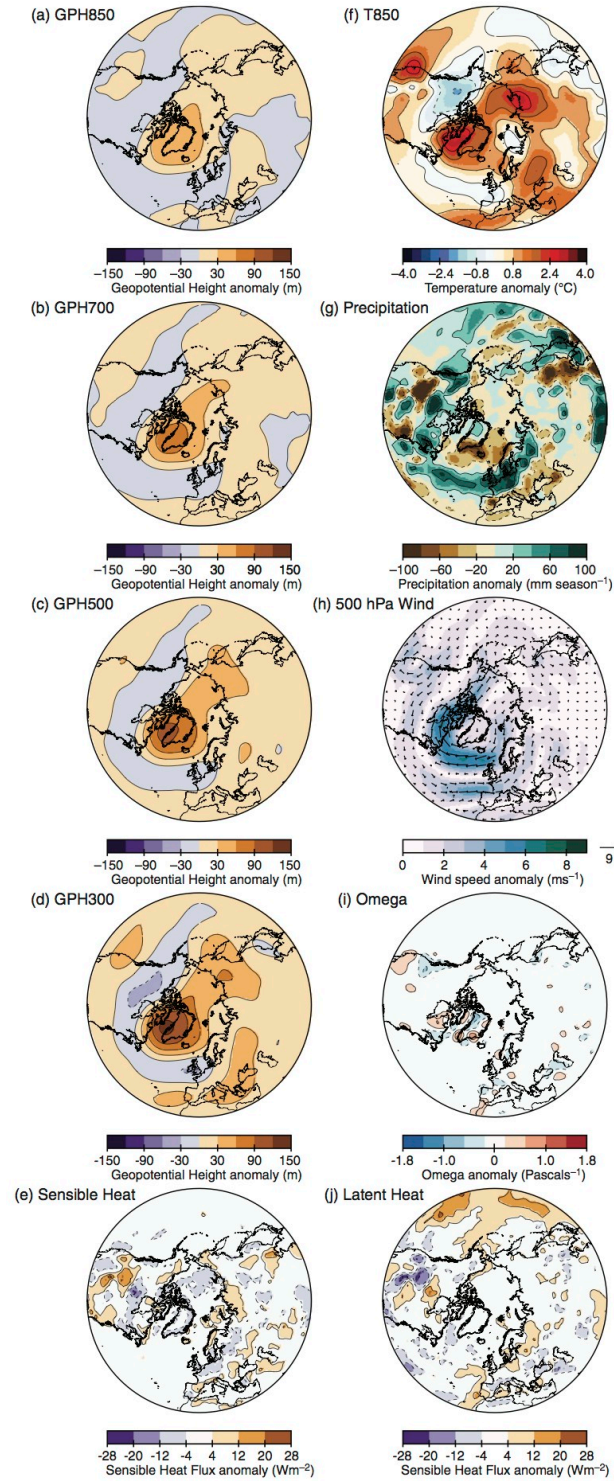 (a) GPH850
(f) T850
−150 −90 −30 30 90 150
Geopotential Height anomaly (m)
−4.0 −2.4 −0.8 0.8 2.4 4.0
Temperature anomaly (°C)
(b) GPH700
(g) Precipitation
−150 −90 −30 30 90 150
Geopotential Height anomaly (m)
−100 −60 −20 20 60 100
Precipitation anomaly (mm season⁻¹)
(c) GPH500
(h) 500 hPa Wind
−150 −90 −30 30 90 150
Geopotential Height anomaly (m)
0 2 4 6 8
9
Wind speed anomaly (ms⁻¹)
(d) GPH300
(i) Omega
-150 -90 -30 30 90 150
Geopotential Height anomaly (m)
-1.8 -1.0 0 1.0 1.8
Omega anomaly (Pascals⁻¹)
(e) Sensible Heat
(j) Latent Heat
-28 -20 -12 -4 4 12 20 28
Sensible Heat Flux anomaly (Wm⁻²)
-28 -20 -12 -4 4 12 20 28
Sensible Heat Flux anomaly (Wm⁻²)